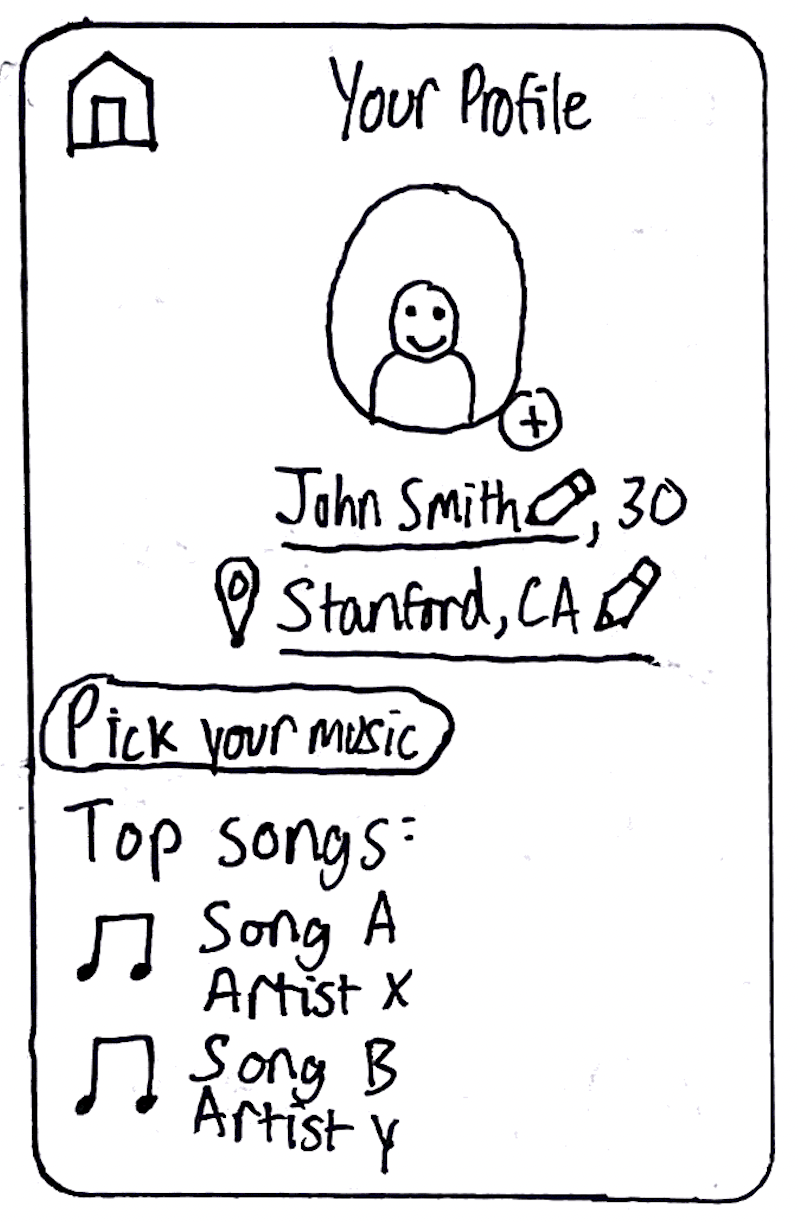 Your Profile
+
John Smith, 30
Stanford, CA
Pick your music
Top songs:
Song A
Artist X
Song B
Artist Y